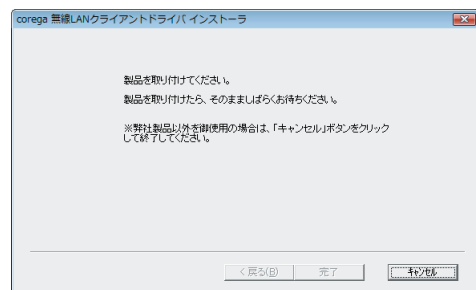 corega 無線LANクライアントドライバ インストーラ
製品を取り付けてください。
製品を取り付けたら、そのまましばらくお待ちください。
※弊社製品以外を御使用の場合は、「キャンセル」ボタンをクリック
して終了してください。
< 戻る(B)
完了
キャンセル